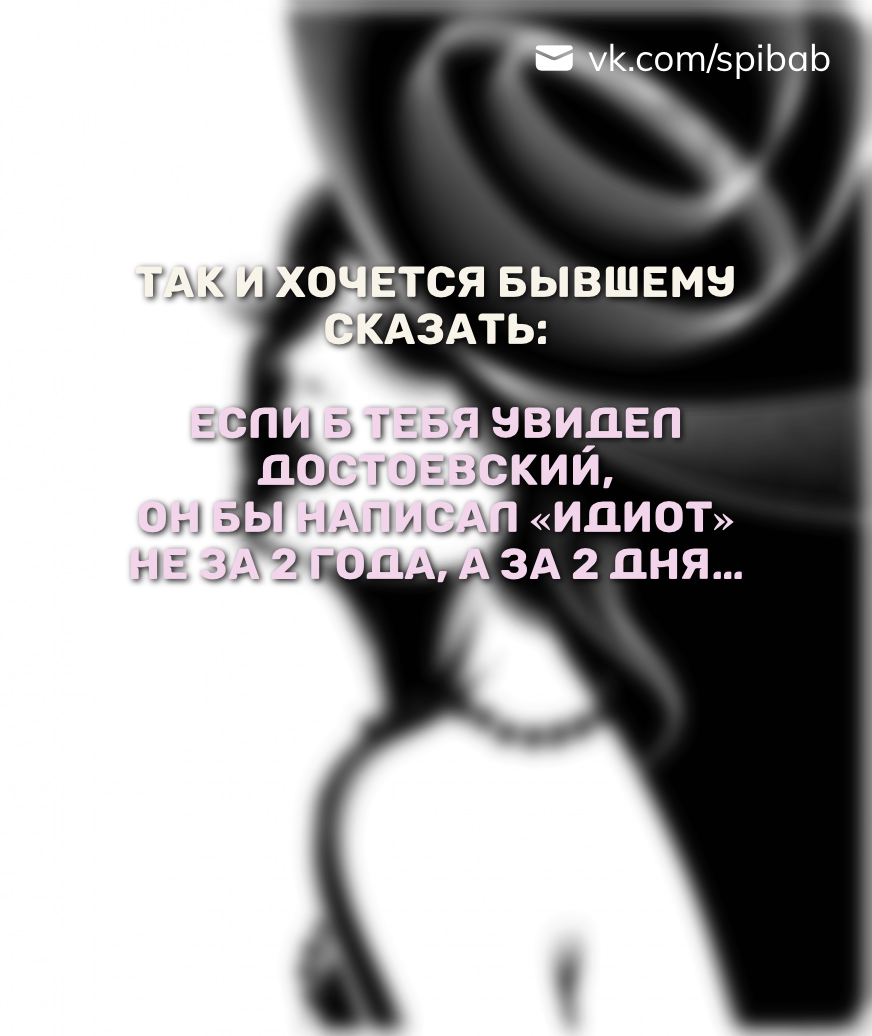 vk.com/spibab
ТАК И ХОЧЕТСЯ БЫВШЕМУ
СКАЗАТЬ:
ЕСЛИ Б ТЕБЯ УВИДЕЛ
ДОСТОЕВСКИЙ,
ОН БЫ НАПИСАЛ «ИДИОТ»
НЕ ЗА 2 ГОДА, А ЗА 2 ДНЯ...